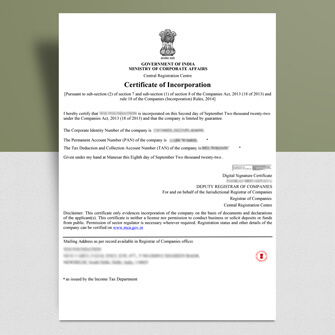 GOVERNMENT OF INDIA
MINISTRY OF CORPORATE AFFAIRS
Central Registration Centre
Certificate of Incorporation
[Pursuant to sub-section (2) of section 7 and sub-section (1) of section 8 of the Companies Act, 2013 (18 of 2013) and
rule 18 of the Companies (Incorporation) Rules, 2014]
I hereby certify that is incorporated on this Second day of September Two thousand twenty-two
under the Companies Act, 2013 (18 of 2013) and that the company is limited by guarantee.
The Corporate Identity Number of the company is
The Permanent Account Number (PAN) of the company is *
The Tax Deduction and Collection Account Number (TAN) of the company is *
Given under my hand at Manesar this Eighth day of September Two thousand twenty-two.
Digital Signature Certificate
DEPUTY REGISTRAR OF COMPANIES
For and on behalf of the Jurisdictional Registrar of Companies
Registrar of Companies
Central Registration Centre
Disclaimer: This certificate only evidences incorporation of the company on the basis of documents and declarations
of the applicant(s). This certificate is neither a license nor permission to conduct business or solicit deposits or funds
from public. Permission of sector regulator is necessary wherever required. Registration status and other details of the
company can be verified on www.mca.gov.in
Mailing Address as per record available in Registrar of Companies office:
* as issued by the Income Tax Department